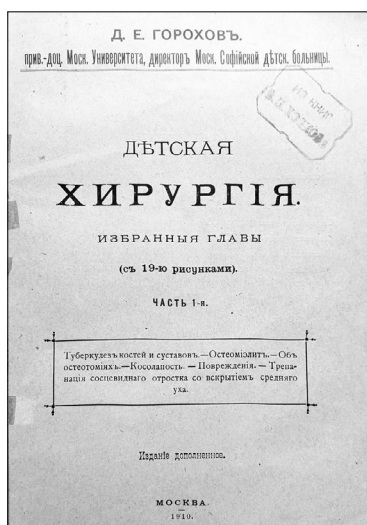 Д. Е. ГОРОХОВЪ.
прив.-доц. Моск. Университета, директоръ Моск. Софійской дѣтск. больницы.
ИЗ КНИГ
ДѢТСКАЯ
ХИРУРГІЯ.
ИЗБРАННЫЯ ГЛАВЫ
(съ 19-ю рисунками).
ЧАСТЬ 1-я.
Туберкулезъ костей и суставовъ.—Остеоміэлитъ.—Объ
остеотоміяхъ.—Косолапость. — Поврежденія. — Трепа-
нація сосцевиднаго отростка со вскрытіемъ средняго
уха.
Изданіе дополненное.
МОСКВА.
1910.